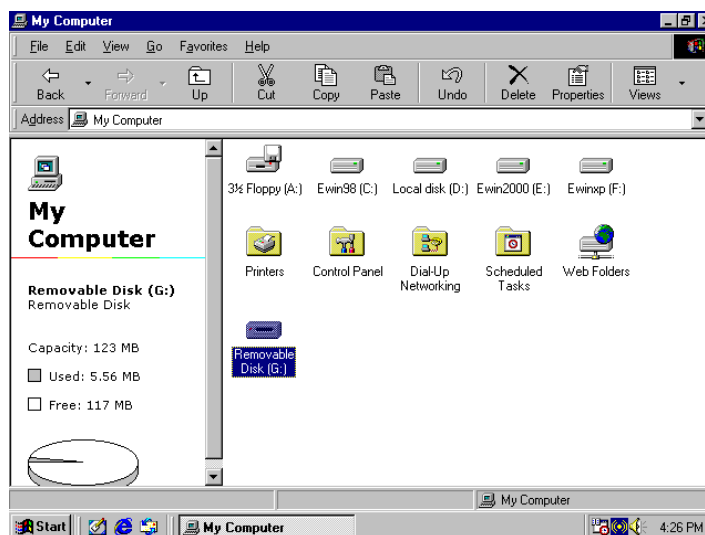 My Computer
File Edit View Go Favorites Help
Back Forward Up Cut Copy Paste Undo Delete Properties Views
Address My Computer
My
Computer
Removable Disk (G:)
Removable Disk
Capacity: 123 MB
Used: 5.56 MB
Free: 117 MB
3½ Floppy (A:) Ewin98 (C:) Local disk (D:) Ewin2000 (E:) Ewinxp (F:)
Printers Control Panel Dial-Up Scheduled Web Folders
Networking Tasks
Removable
Disk (G:)
My Computer
Start My Computer 4:26 PM